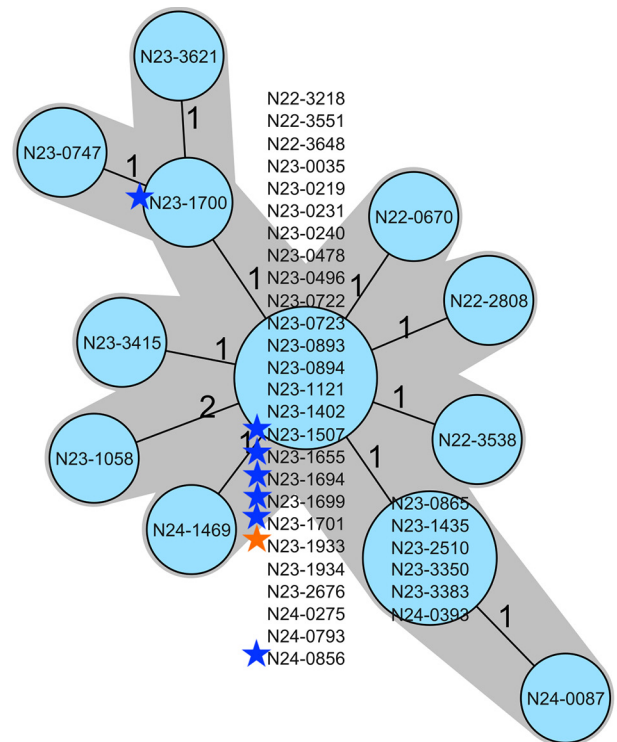 N23-3621
1
N23-0747
1
N23-1700
N22-3218
N22-3551
N22-3648
N23-0035
N23-0219
N23-0231
N23-0240
N23-0478
N23-0496
N23-0722
N23-0723
N23-0893
N23-0894
N23-1121
N23-1402
N23-1507
N23-1655
N23-1694
N23-1699
N23-1701
N23-1933
N23-1934
N23-2676
N24-0275
N24-0793
N24-0856
1
1
N22-0670
1
N22-2808
1
N23-3415
2
N23-1058
1
N24-1469
1
N22-3538
1
N23-0865
N23-1435
N23-2510
N23-3350
N23-3383
N24-0393
1
N24-0087